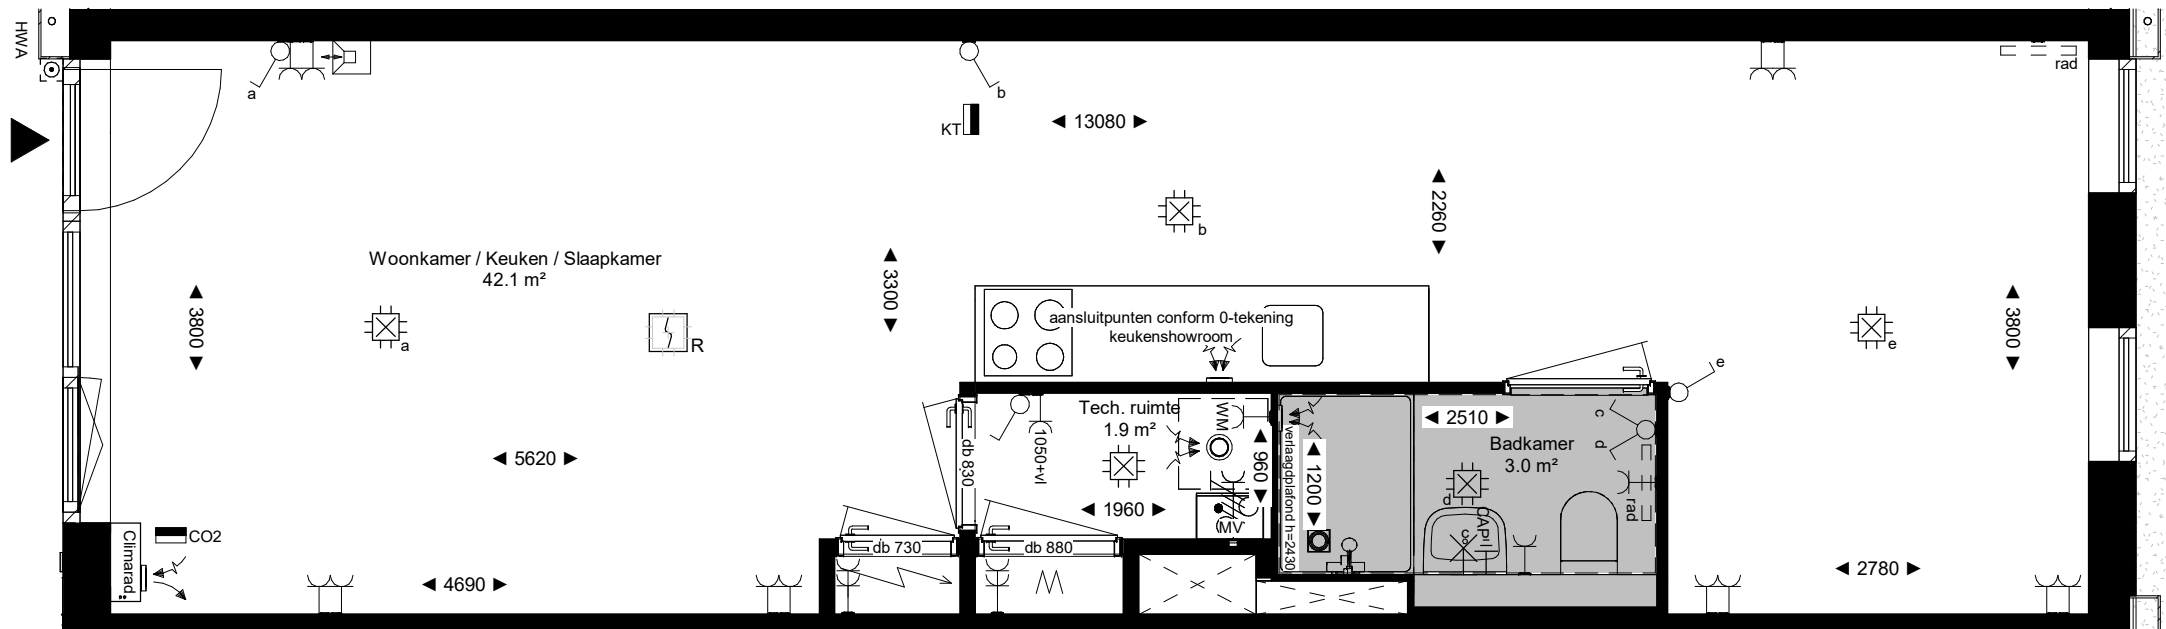 HWA
a
b
rad
KT
13080
2260
b
Woonkamer / Keuken / Slaapkamer
42.1 m²
3800
a
R
3300
aansluitpunten conform 0-tekening
keukenshowroom
e
3800
e
5620
db 830
1050+vl
Tech. ruimte
1.9 m²
WM
960
1960
MV
verlaagdplafond h=2430
1200
2510
c
d
Badkamer
3.0 m²
d
CAP
c
rad
CO2
Climarad
4690
db 730
db 880
2780